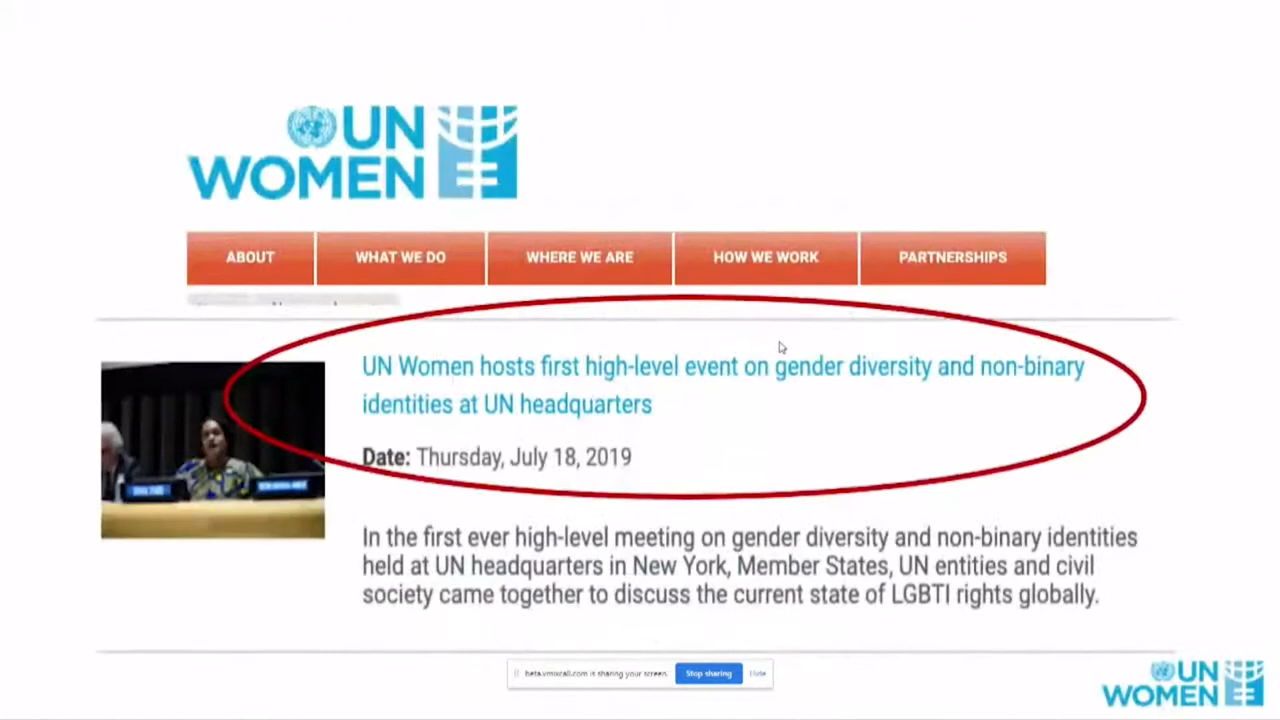 UN
WOMEN
ABOUT
WHAT WE DO
WHERE WE ARE
HOW WE WORK
PARTNERSHIPS
UN Women hosts first high-level event on gender diversity and non-binary
identities at UN headquarters
Date: Thursday, July 18, 2019
In the first ever high-level meeting on gender diversity and non-binary identities
held at UN headquarters in New York, Member States, UN entities and civil
society came together to discuss the current state of LGBTI rights globally.
is sharing your screen.
Stop sharing
Hide
UN
WOMEN